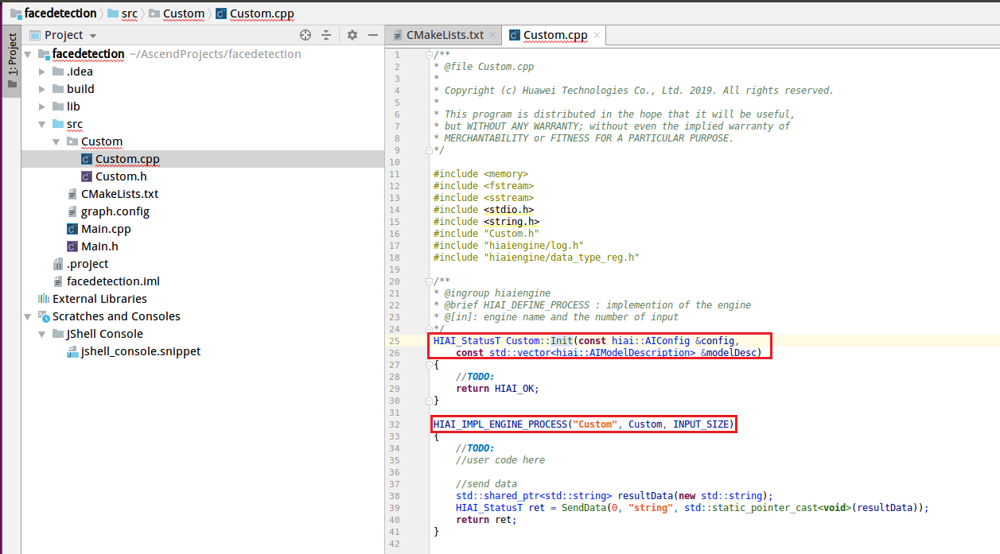 facedetection src Custom Custom.cpp
1: Project
Project
facedetection ~/AscendProjects/facedetection
.idea
build
lib
src
Custom
Custom.cpp
Custom.h
CMakeLists.txt
graph.config
Main.cpp
Main.h
.project
facedetection.iml
External Libraries
Scratches and Consoles
JShell Console
jshell_console.snippet
CMakeLists.txt Custom.cpp
1 /**
2 * @file Custom.cpp
3 *
4 * Copyright (c) Huawei Technologies Co., Ltd. 2019. All rights reserved.
5 *
6 * This program is distributed in the hope that it will be useful,
7 * but WITHOUT ANY WARRANTY; without even the implied warranty of
8 * MERCHANTABILITY or FITNESS FOR A PARTICULAR PURPOSE.
9 */
10
11 #include <memory>
12 #include <fstream>
13 #include <sstream>
14 #include <stdio.h>
15 #include <string.h>
16 #include "Custom.h"
17 #include "hiaiengine/log.h"
18 #include "hiaiengine/data_type_reg.h"
19
20 /**
21 * @ingroup hiaiengine
22 * @brief HIAI_DEFINE_PROCESS : implemention of the engine
23 * @[in]: engine name and the number of input
24 */
25 HIAI_StatusT Custom::Init(const hiai::AIConfig &config,
26 const std::vector<hiai::AIModelDescription> &modelDesc)
27 {
28 //TODO:
29 return HIAI_OK;
30 }
31
32 HIAI_IMPL_ENGINE_PROCESS("Custom", Custom, INPUT_SIZE)
33 {
34 //TODO:
35 //user code here
36
37 //send data
38 std::shared_ptr<std::string> resultData(new std::string);
39 HIAI_StatusT ret = SendData(0, "string", std::static_pointer_cast<void>(resultData));
40 return ret;
41 }
42